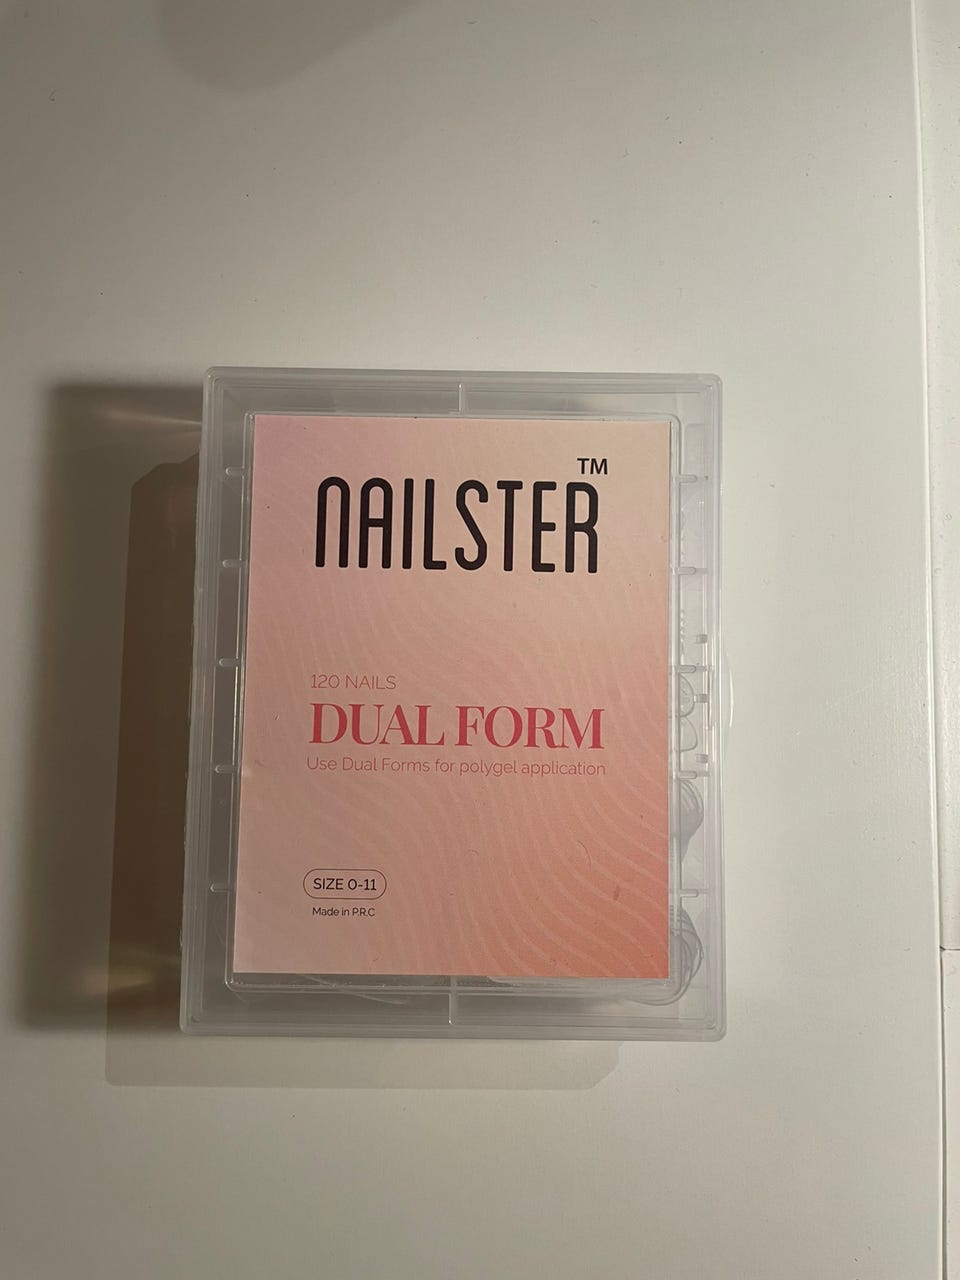 NAILSTER™
120 NAILS
DUAL FORM
Use Dual Forms for polygel application
SIZE 0-11
Made in P.R.C